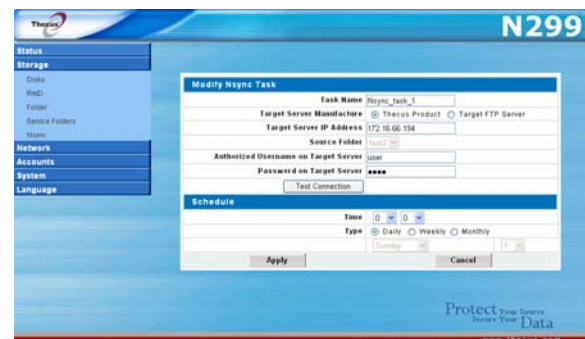 Thecus
N299
Status
Storage
Disks
RAID
Folder
Service Folders
Nsync
Network
Accounts
System
Language
Modify Nsync Task
Task Name Nsync_task_1
Target Server Manufacture Thecus Product Target FTP Server
Target Server IP Address 172.16.66.194
Source Folder test2
Authorized Username on Target Server user
Password on Target Server ●●●●
Test Connection
Schedule
Time 0 0
Type Daily Weekly Monthly
Sunday 1
Apply Cancel
Protect Your Source
Secure Your Data